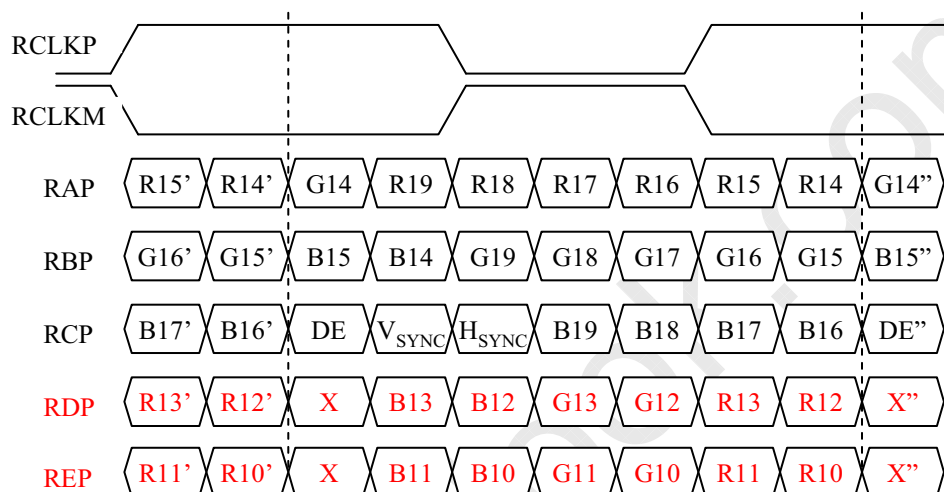 RCLKP
RCLKM
RAP R15’ R14’ G14 R19 R18 R17 R16 R15 R14 G14”
RBP G16’ G15’ B15 B14 G19 G18 G17 G16 G15 B15”
RCP B17’ B16’ DE VSYNC HSYNC B19 B18 B17 B16 DE”
RDP R13’ R12’ X B13 B12 G13 G12 R13 R12 X”
REP R11’ R10’ X B11 B10 G11 G10 R11 R10 X”